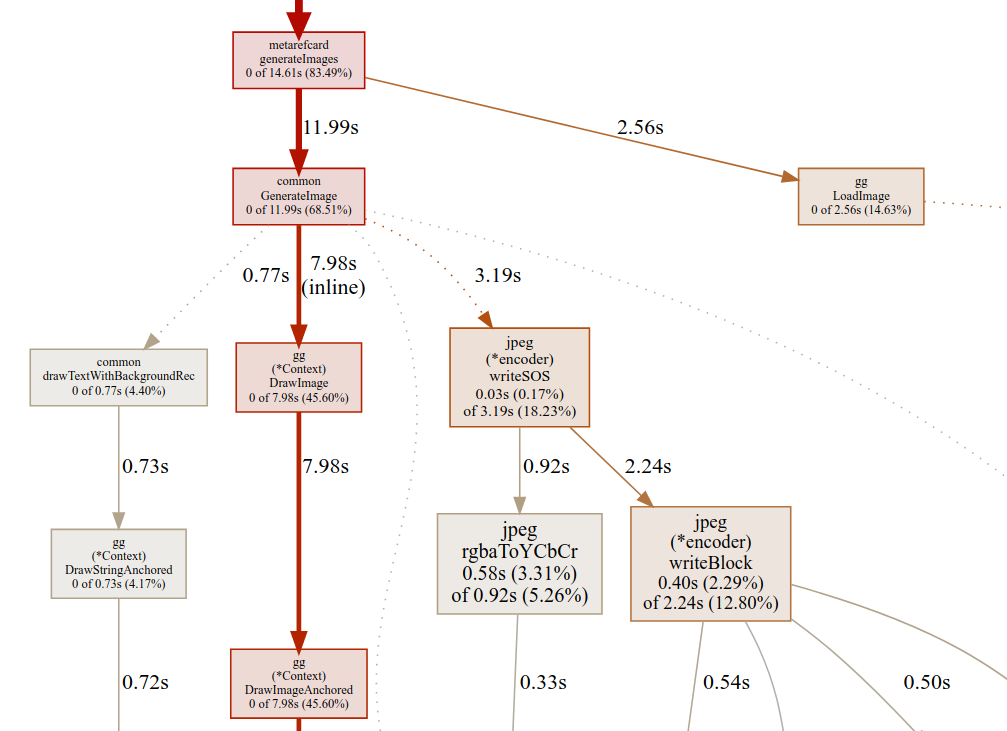 metarefcard
generateImages
0 of 14.61s (83.49%)
11.99s
2.56s
common
GenerateImage
0 of 11.99s (68.51%)
gg
LoadImage
0 of 2.56s (14.63%)
0.77s
7.98s
(inline)
3.19s
common
drawTextWithBackgroundRec
0 of 0.77s (4.40%)
gg
(*Context)
DrawImage
0 of 7.98s (45.60%)
jpeg
(*encoder)
writeSOS
0.03s (0.17%)
of 3.19s (18.23%)
0.73s
7.98s
0.92s
2.24s
gg
(*Context)
DrawStringAnchored
0 of 0.73s (4.17%)
jpeg
rgbaToYCbCr
0.58s (3.31%)
of 0.92s (5.26%)
jpeg
(*encoder)
writeBlock
0.40s (2.29%)
of 2.24s (12.80%)
gg
(*Context)
DrawImageAnchored
0 of 7.98s (45.60%)
0.72s
0.33s
0.54s
0.50s